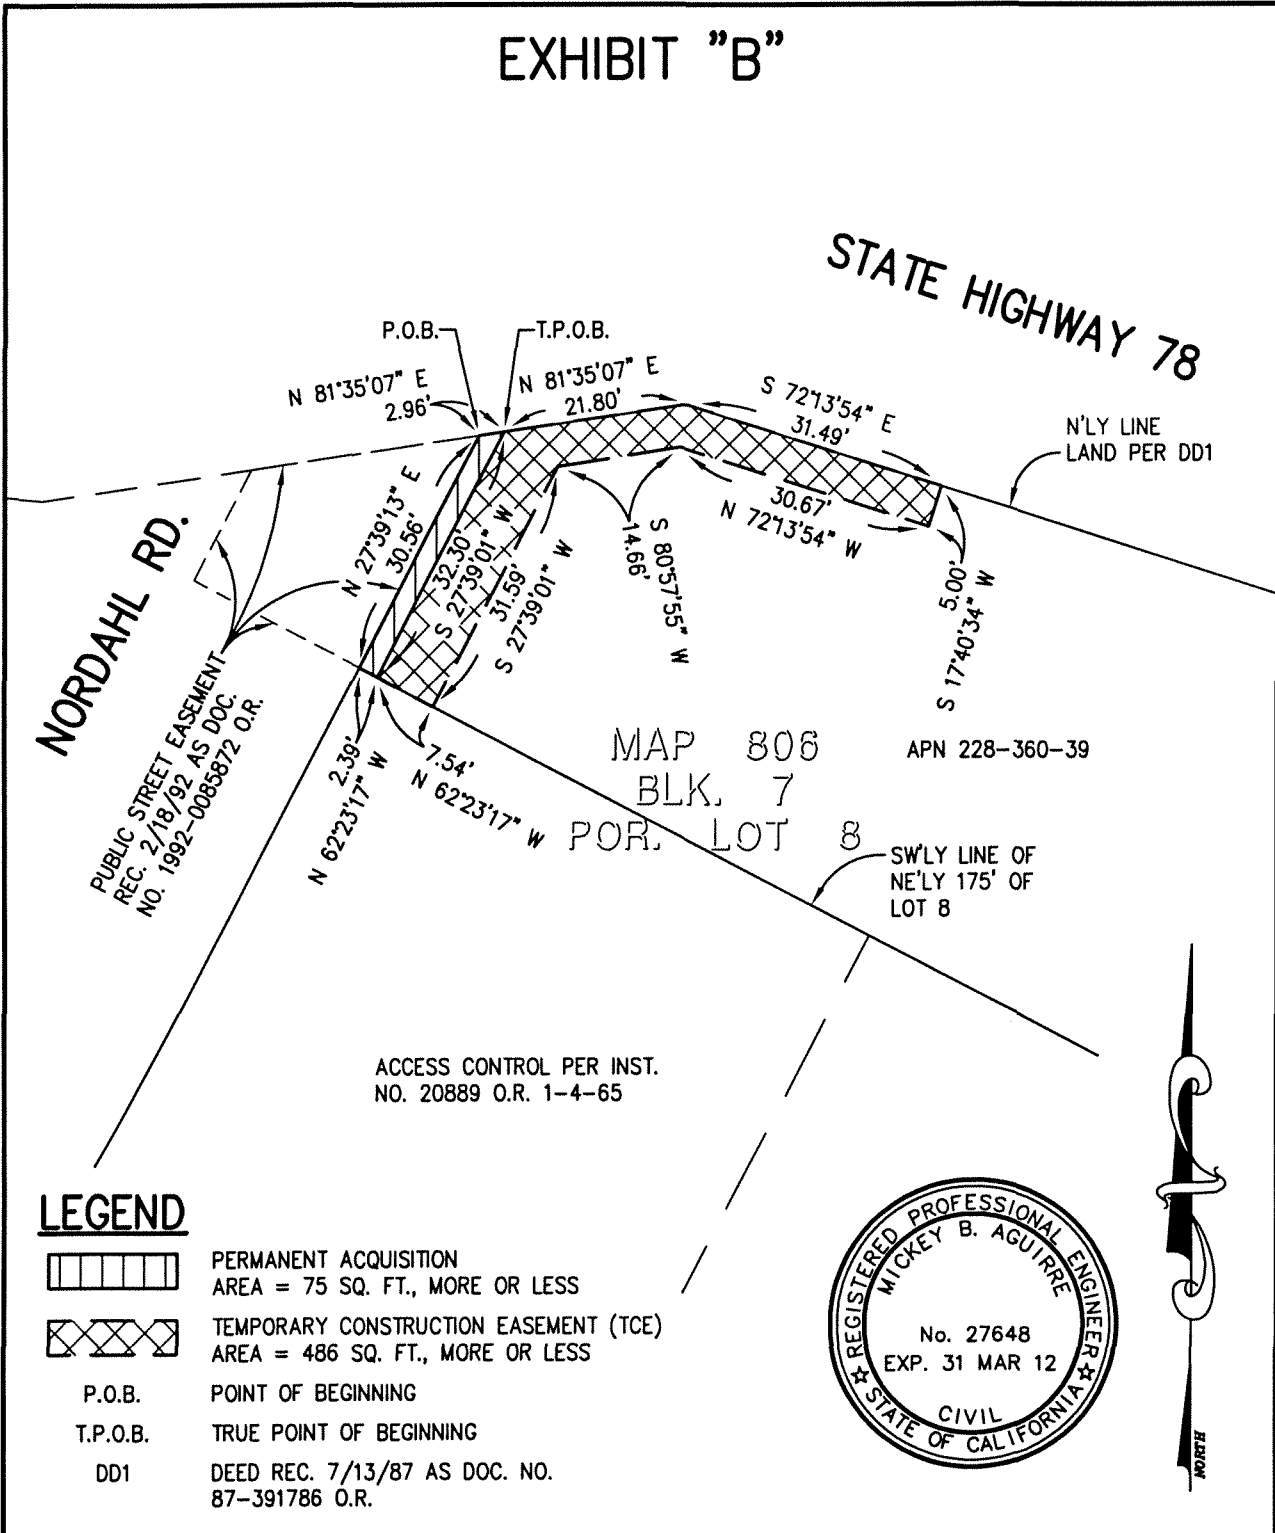 EXHIBIT "B"
STATE HIGHWAY 78
P.O.B.
T.P.O.B.
N 81°35'07" E
2.96'
N 81°35'07" E
21.80'
S 72°13'54" E
31.49'
N'LY LINE
LAND PER DD1
N 27°39'13" E
30.56'
32.30'
S 27°39'01" W
31.59'
S 27°39'01" W
S 80°57'55" W
14.66'
30.67'
N 72°13'54" W
5.00'
S 17°40'34" W
NORDAHL RD.
PUBLIC STREET EASEMENT
REC. 2/18/92 AS DOC.
NO. 1992-0085872 O.R.
2.39'
N 62°23'17" W
7.54'
N 62°23'17" W
MAP 806
BLK. 7
POR. LOT 8
APN 228-360-39
SW'LY LINE OF
NE'LY 175' OF
LOT 8
ACCESS CONTROL PER INST.
NO. 20889 O.R. 1-4-65
LEGEND
PERMANENT ACQUISITION
AREA = 75 SQ. FT., MORE OR LESS
TEMPORARY CONSTRUCTION EASEMENT (TCE)
AREA = 486 SQ. FT., MORE OR LESS
P.O.B. POINT OF BEGINNING
T.P.O.B. TRUE POINT OF BEGINNING
DD1 DEED REC. 7/13/87 AS DOC. NO.
87-391786 O.R.
REGISTERED PROFESSIONAL ENGINEER
MICKEY B. AGUIRRE
No. 27648
EXP. 31 MAR 12
CIVIL
STATE OF CALIFORNIA
NORTH